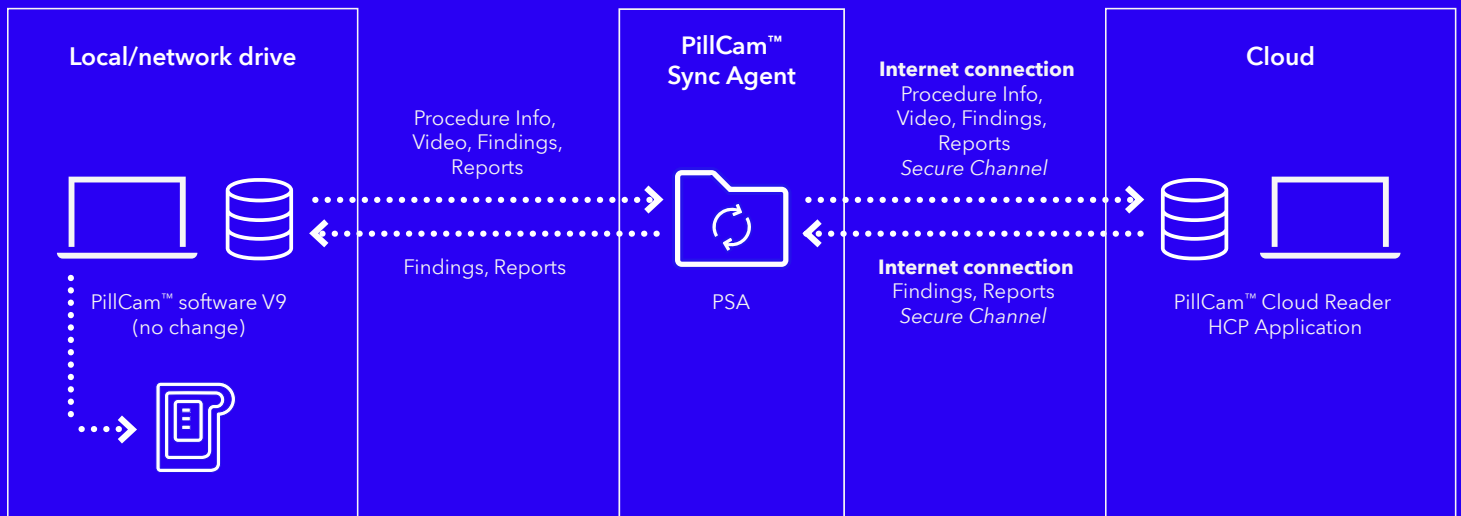 Local/network drive
PillCam™
Sync Agent
Cloud
Procedure Info,
Video, Findings,
Reports
Internet connection
Procedure Info,
Video, Findings,
Reports
Secure Channel
Findings, Reports
Internet connection
Findings, Reports
Secure Channel
PillCam™ software V9
(no change)
PSA
PillCam™ Cloud Reader
HCP Application